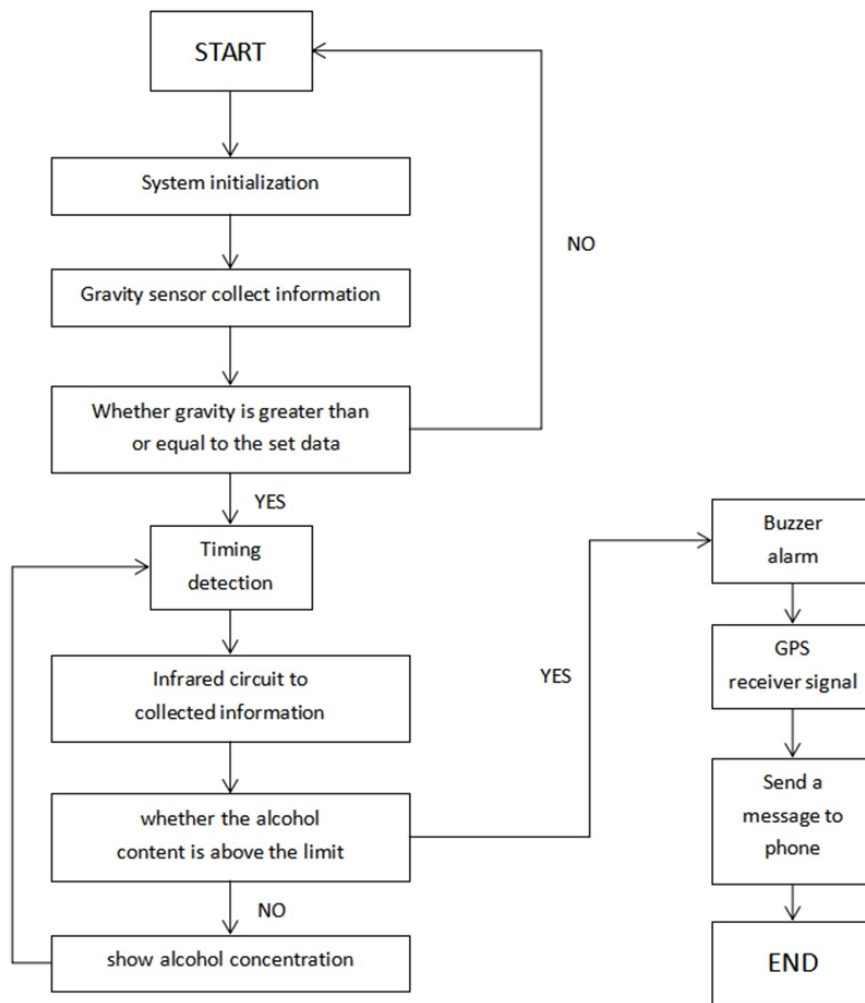 START
System initialization
Gravity sensor collect information
NO
Whether gravity is greater than
or equal to the set data
YES
Timing
detection
Infrared circuit to
collected information
whether the alcohol
content is above the limit
NO
show alcohol concentration
YES
Buzzer
alarm
GPS
receiver signal
Send a
message to
phone
END